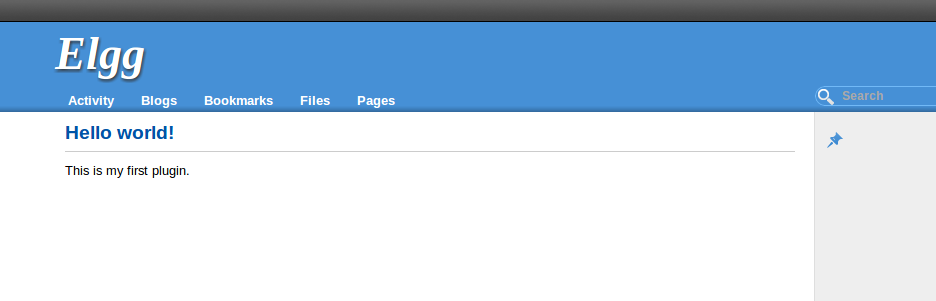 Elgg
Activity Blogs Bookmarks Files Pages Search
Hello world!
This is my first plugin.